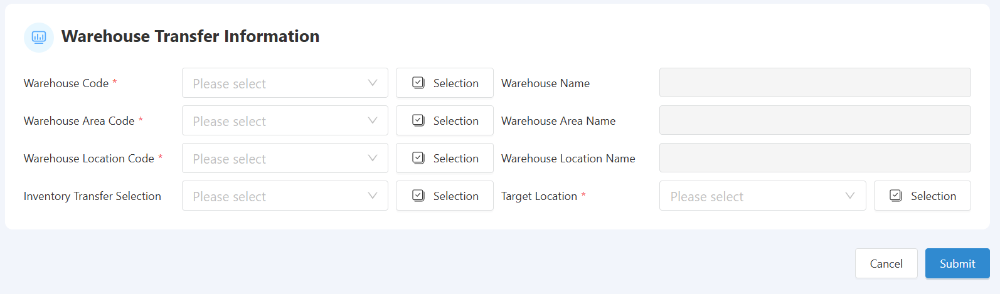 Warehouse Transfer Information
Warehouse Code * Please select Selection Warehouse Name
Warehouse Area Code * Please select Selection Warehouse Area Name
Warehouse Location Code * Please select Selection Warehouse Location Name
Inventory Transfer Selection Please select Selection Target Location * Please select Selection
Cancel Submit